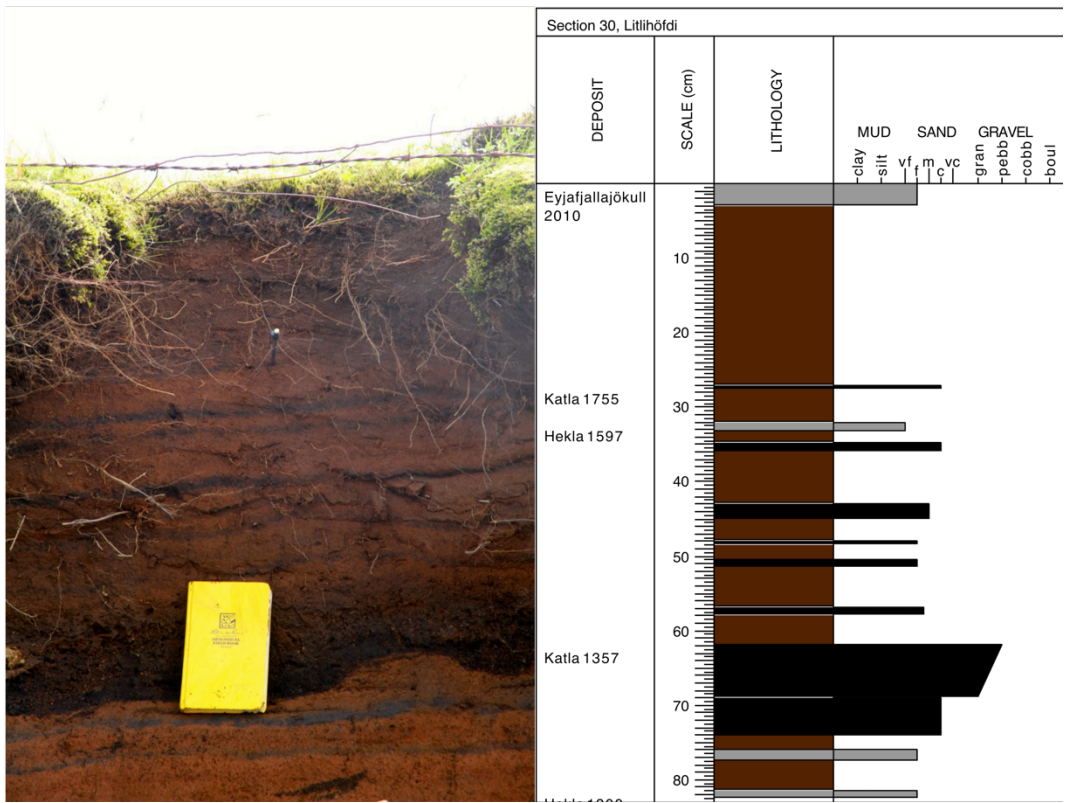 Section 30, Litlihöfdi
DEPOSIT
SCALE (cm)
LITHOLOGY
MUD SAND GRAVEL
clay silt vf f m c vc gran pebb cobb boul
Eyjafjallajökull
2010
10
20
Katla 1755
30
Hekla 1597
40
50
60
Katla 1357
70
80